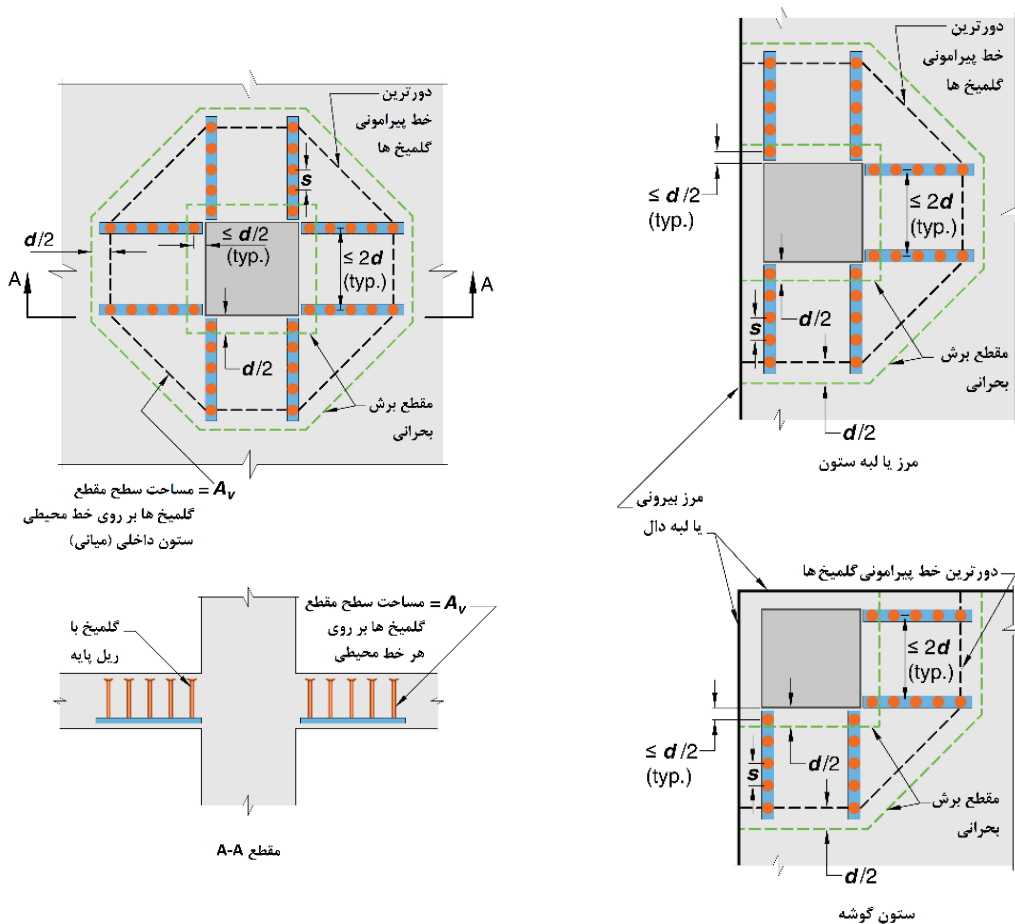 دورترین
خط پیرامونی
گلمیخ ها
s
d/2
≤ d/2
(typ.)
≤ 2d
(typ.)
A
A
d/2
مقطع برش
بحرانی
Aᵥ = مساحت سطح مقطع
گلمیخ ها بر روی خط محیطی
ستون داخلی (میانی)
گلمیخ با
ریل پایه
Aᵥ = مساحت سطح مقطع
گلمیخ ها بر روی
هر خط محیطی
مقطع A-A
دورترین
خط پیرامونی
گلمیخ ها
≤ d/2
(typ.)
≤ 2d
(typ.)
s
d/2
مقطع برش
بحرانی
d/2
مرز یا لبه ستون
مرز بیرونی
یا لبه دال
دورترین خط پیرامونی گلمیخ ها
≤ 2d
(typ.)
≤ d/2
(typ.)
s
d/2
مقطع برش
بحرانی
d/2
ستون گوشه